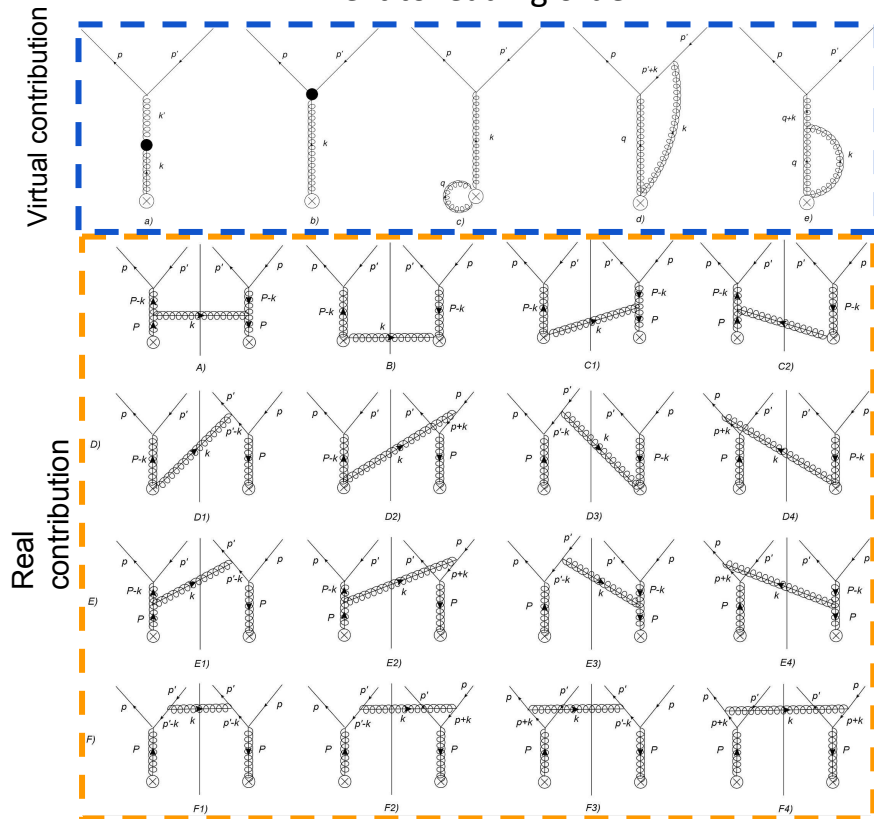 Virtual contribution
p p' p p' p p' p p' p p'
p'+k
k' k k k q k q+k q k
q
a) b) c) d) e)
Real contribution
p p' p' p p p' p' p p p' p' p p p' p' p
P-k P-k P-k P-k P-k P-k P-k P-k
P k P k k P P k
A) B) C1) C2)
D)
p p' p' p p p' p' p p p' p' p p p' p' p
p'-k p+k p'-k p+k
P-k k P P-k k P P k P-k P k P-k
D1) D2) D3) D4)
E)
p p' p' p p p' p' p p p' p' p p p' p' p
p'-k p+k p'-k p+k
P-k P-k P-k P-k
P k P P k P P k P P k P
E1) E2) E3) E4)
F)
p p' p' p p p' p' p p p' p' p p p' p' p
p'-k k p'-k p'-k k p+k p+k k p'-k p+k k p+k
P P P P P P P P
F1) F2) F3) F4)